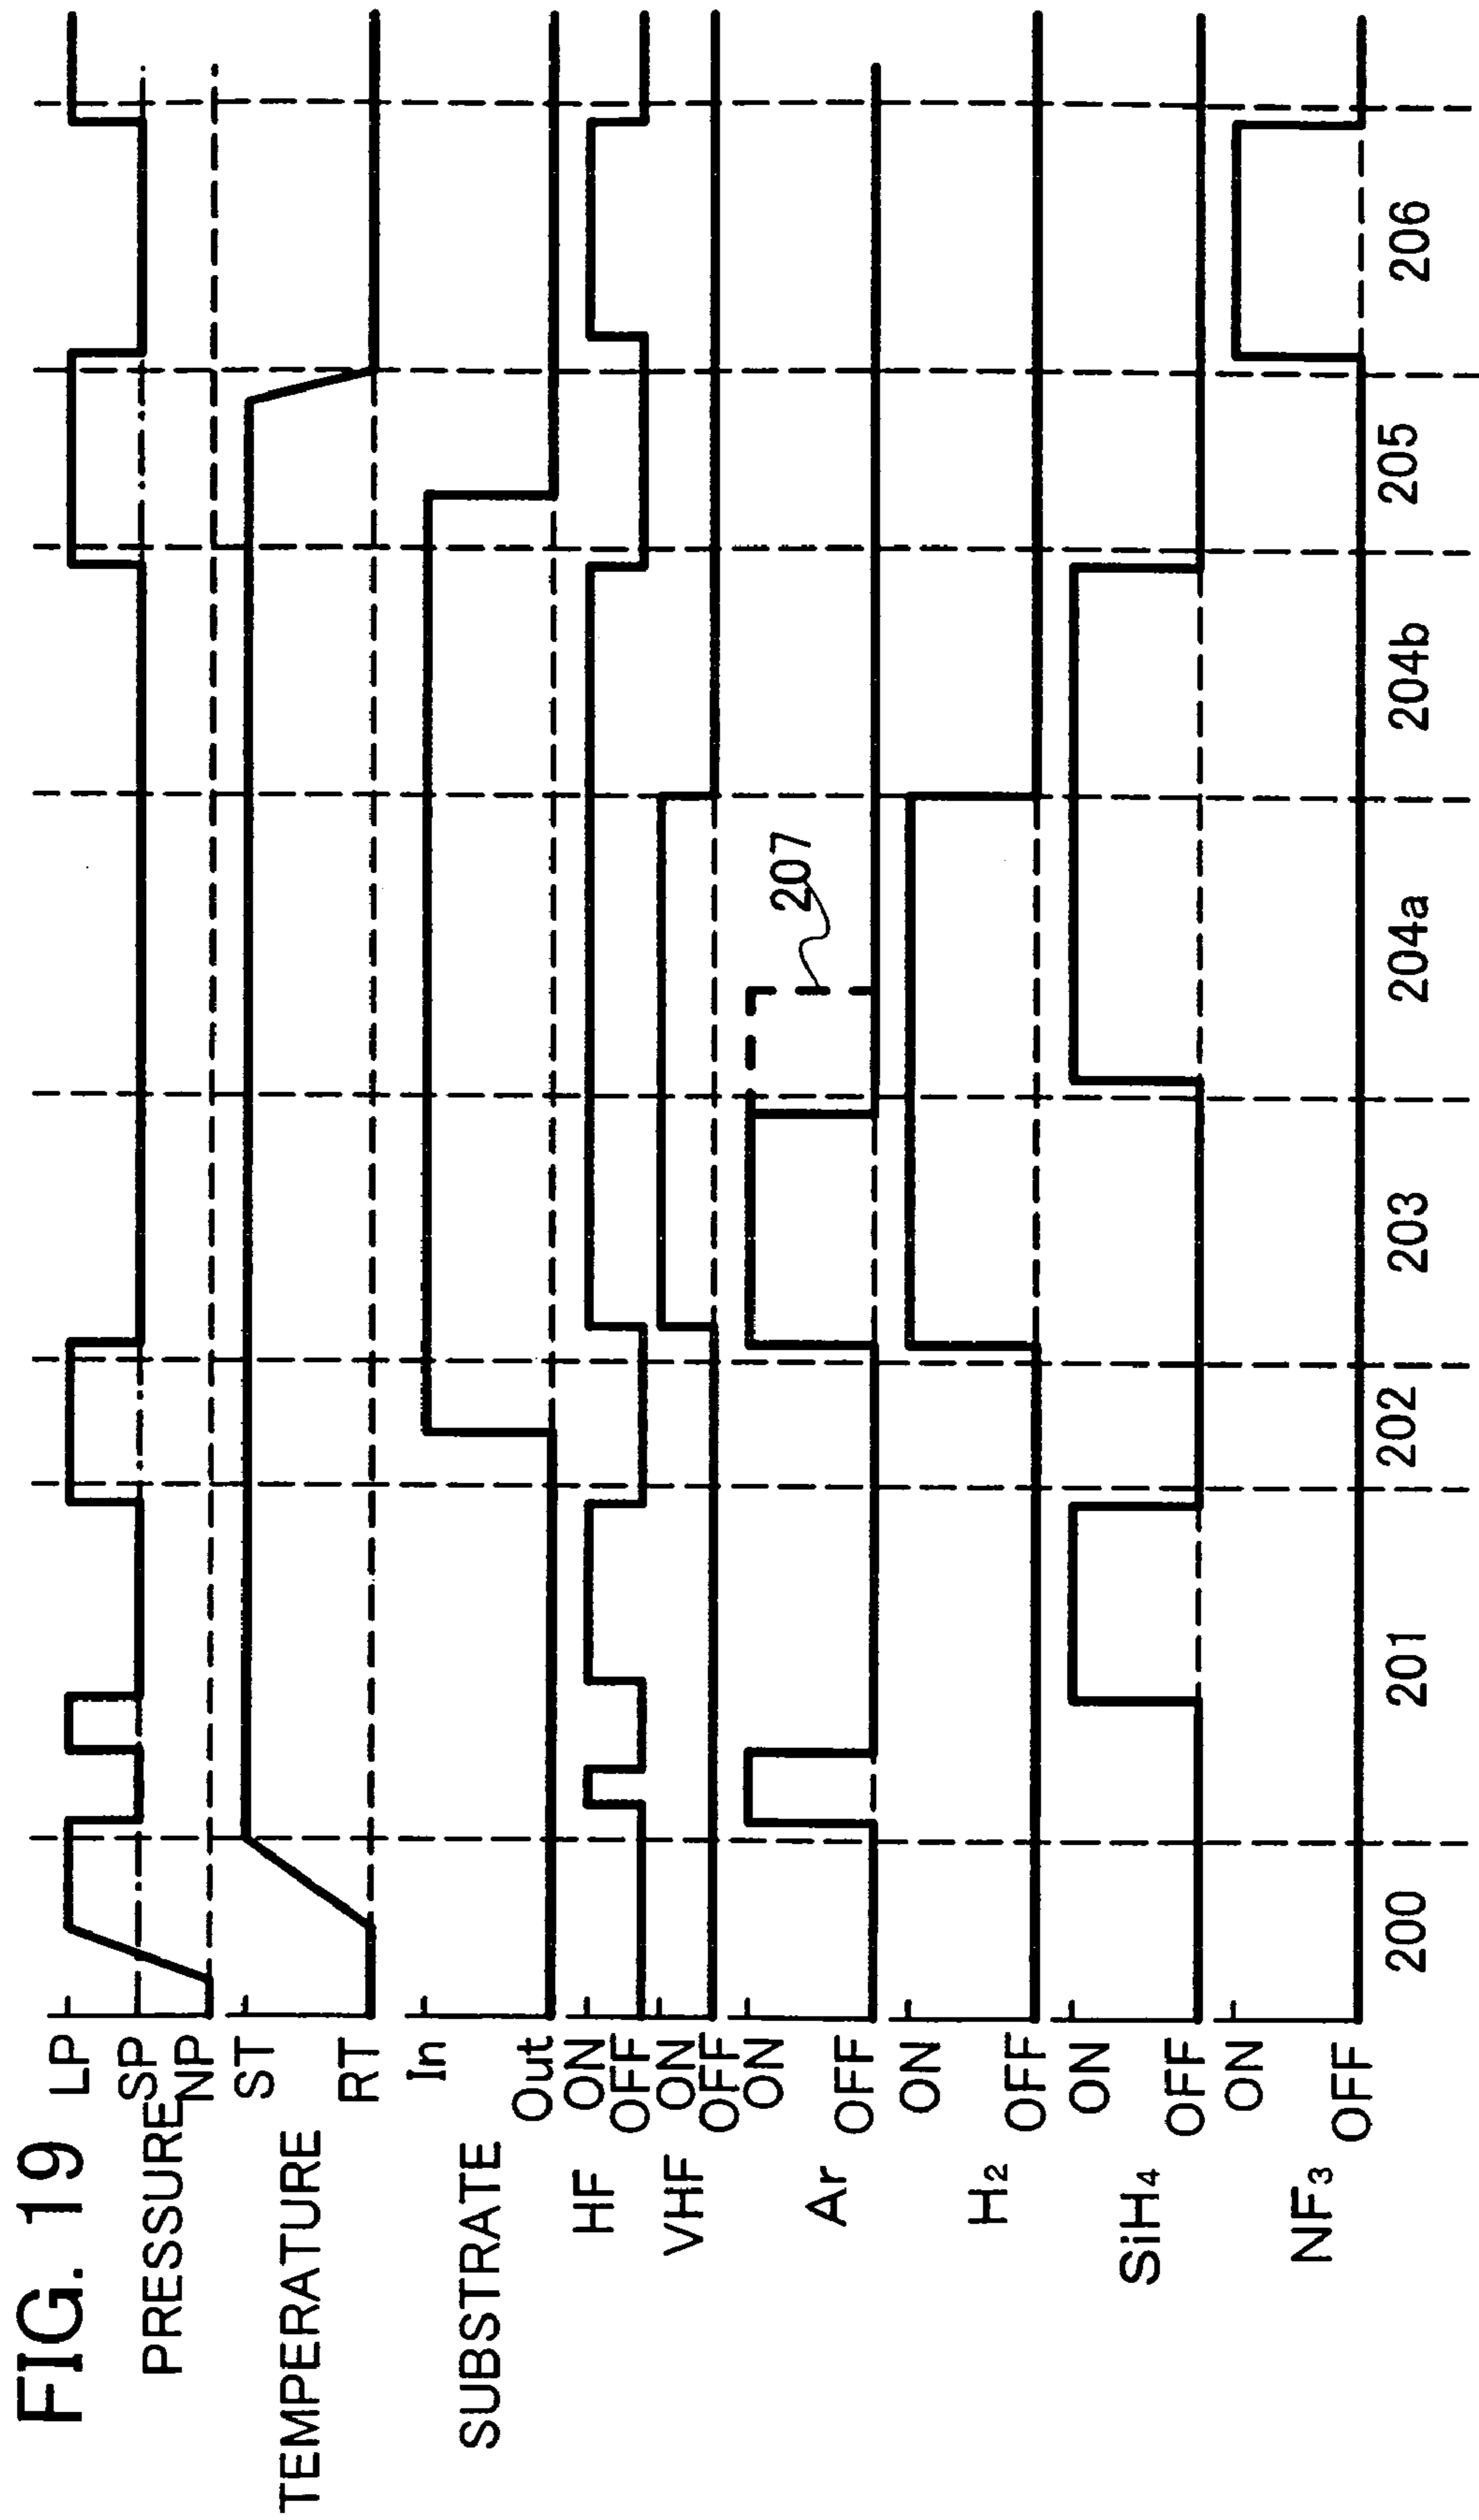 FIG. 19
PRESSURE
LP
SP
NP
TEMPERATURE
ST
RT
SUBSTRATE
In
Out
HF
ON
OFF
VHF
ON
OFF
Ar
ON
OFF
207
H₂
ON
OFF
SiH₄
ON
OFF
NF₃
ON
OFF
200 201 202 203 204a 204b 205 206